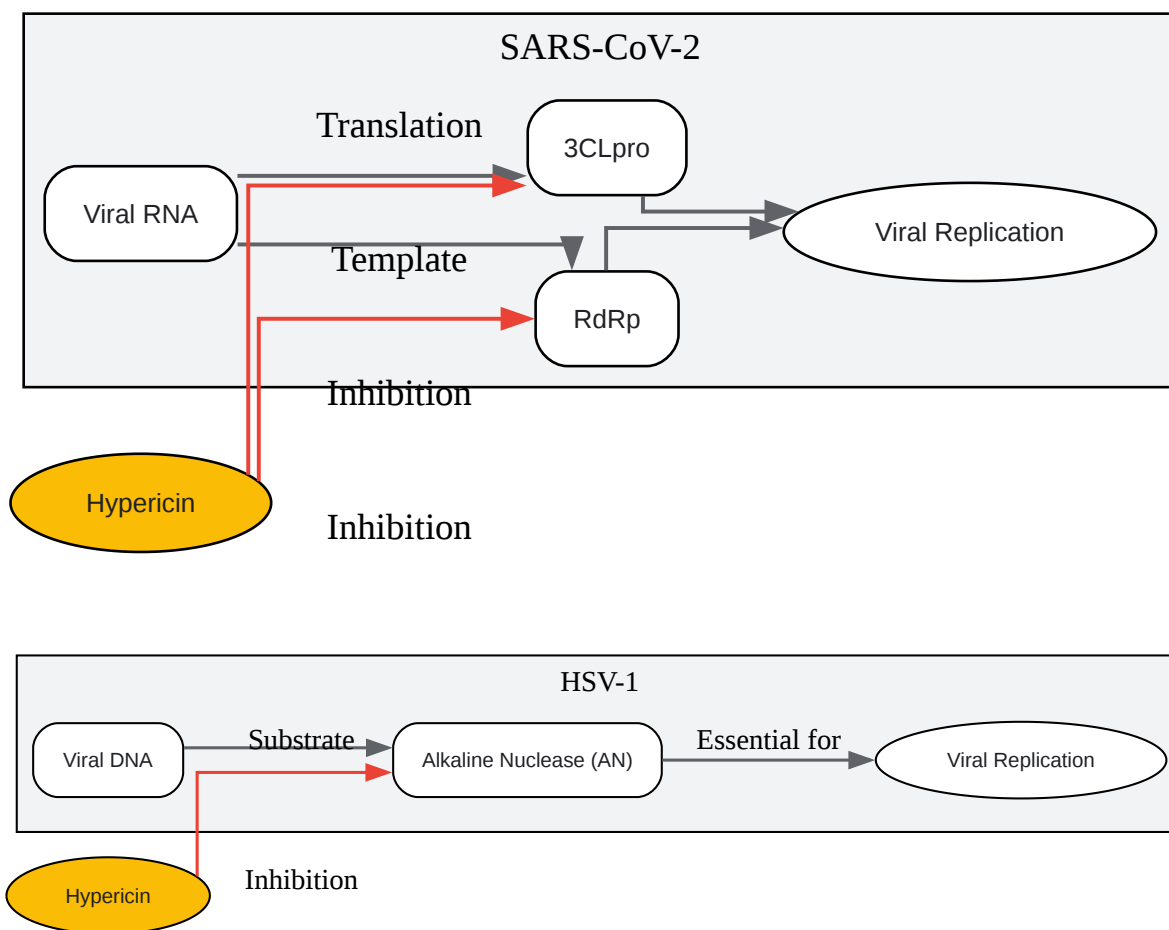 SARS-CoV-2
Translation
3CLpro
Viral RNA
Viral Replication
Template
RdRp
Inhibition
Hypericin
Inhibition
HSV-1
Viral DNA
Substrate
Alkaline Nuclease (AN)
Essential for
Viral Replication
Inhibition
Hypericin